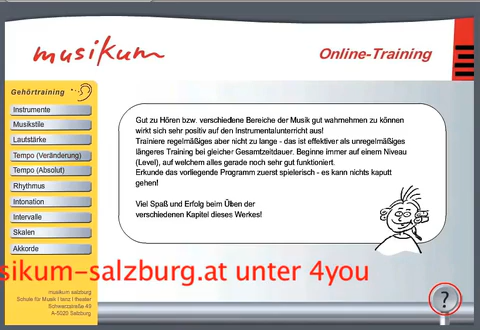 musikum
Online-Training
Gehörtraining
Instrumente
Musikstile
Lautstärke
Tempo (Veränderung)
Tempo (Absolut)
Rhythmus
Intonation
Intervalle
Skalen
Akkorde
Gut zu Hören bzw. verschiedene Bereiche der Musik gut wahrnehmen zu können
wirkt sich sehr positiv auf den Instrumentalunterricht aus!
Trainiere regelmäßiges aber nicht zu lange - das ist effektiver als unregelmäßiges
längeres Training bei gleicher Gesamtzeitdauer. Beginne immer auf einem Niveau
(Level), auf welchem alles gerade noch sehr gut funktioniert.
Erkunde das vorliegende Programm zuerst spielerisch - es kann nichts kaputt
gehen!
Viel Spaß und Erfolg beim Üben der
verschiedenen Kapitel dieses Werkes!
sikum-salzburg.at unter 4you
musikum salzburg
Schule für Musik I tanz I theater
Schwarzstraße 49
A-5020 Salzburg
?